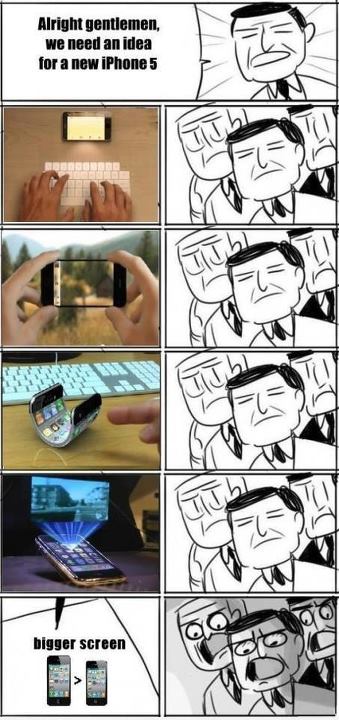 Alright gentlemen,
we need an idea
for a new iPhone 5
bigger screen
>